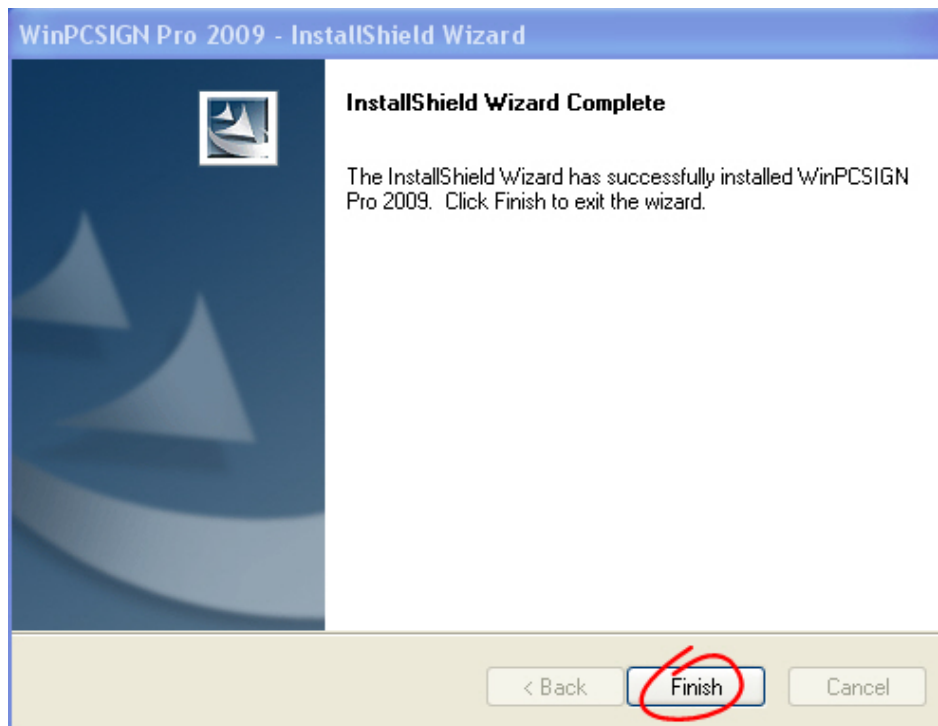 WinPCSIGN Pro 2009 - InstallShield Wizard
InstallShield Wizard Complete
The InstallShield Wizard has successfully installed WinPCSIGN
Pro 2009. Click Finish to exit the wizard.
< Back Finish Cancel